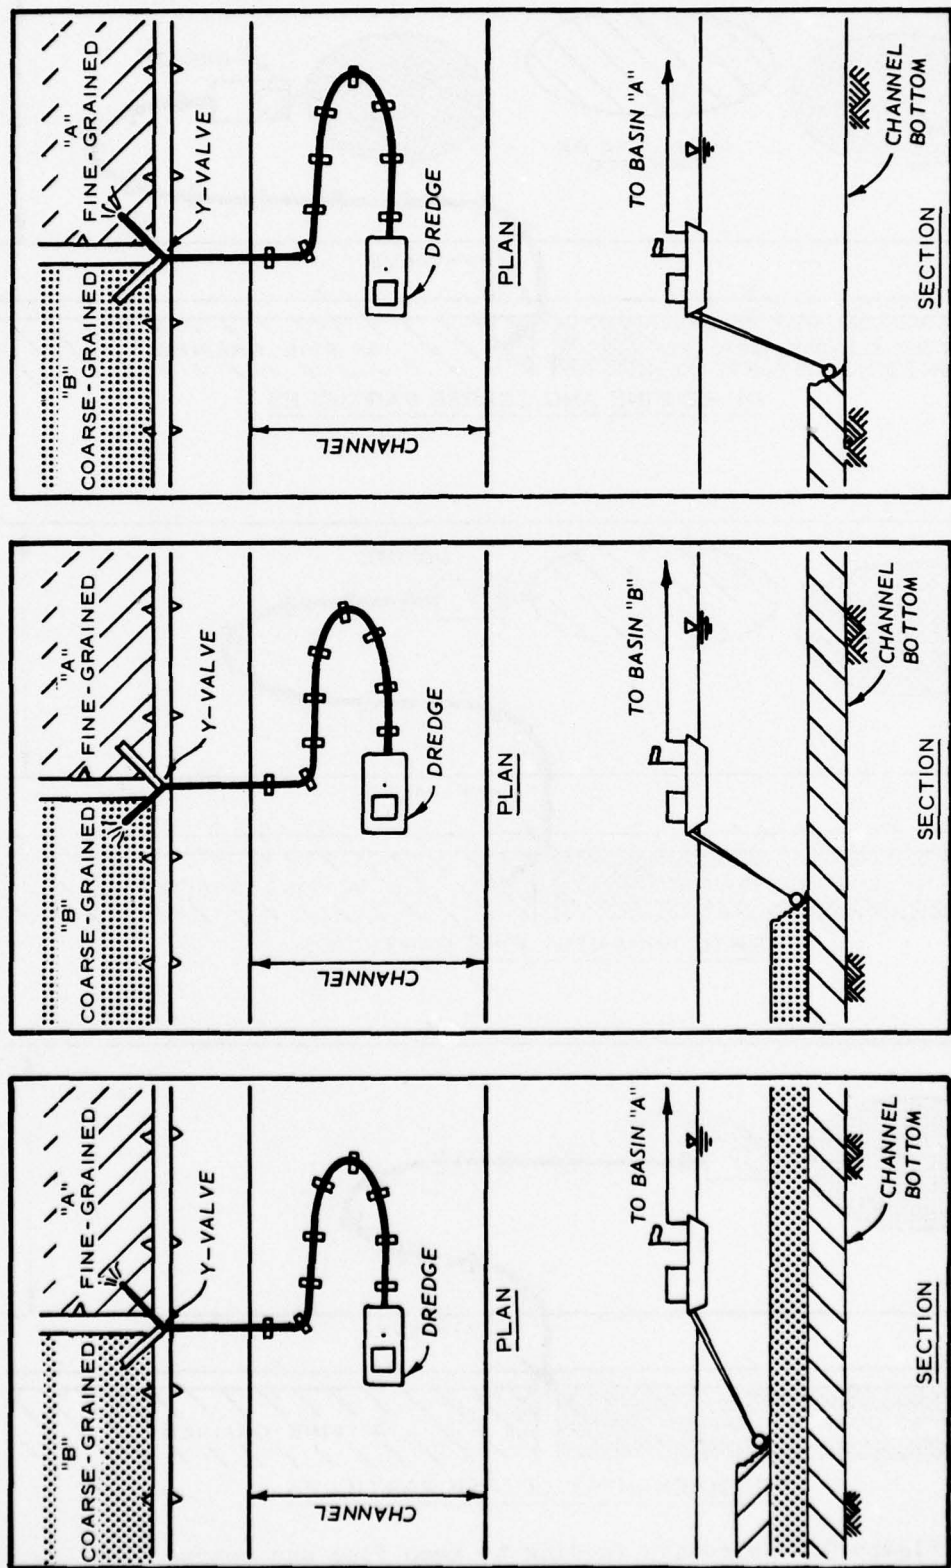 "B" "A"
COARSE-GRAINED FINE-GRAINED
Y-VALVE
CHANNEL
DREDGE
PLAN
TO BASIN "A"
CHANNEL
BOTTOM
SECTION
"B" "A"
COARSE-GRAINED FINE-GRAINED
Y-VALVE
CHANNEL
DREDGE
PLAN
TO BASIN "B"
CHANNEL
BOTTOM
SECTION
"B" "A"
COARSE-GRAINED FINE-GRAINED
Y-VALVE
CHANNEL
DREDGE
PLAN
TO BASIN "A"
CHANNEL
BOTTOM
SECTION